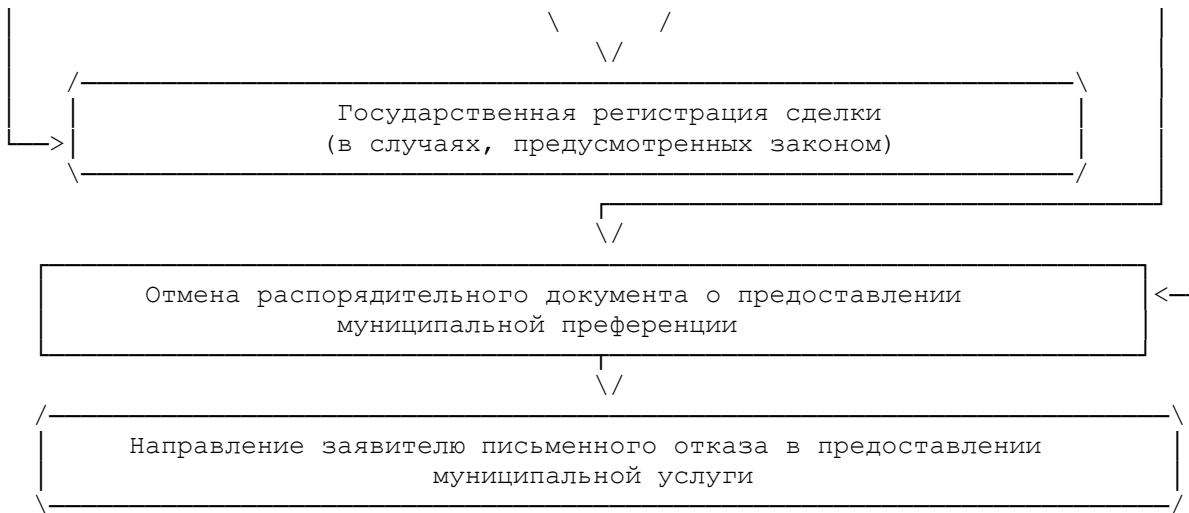 Государственная регистрация сделки
(в случаях, предусмотренных законом)
Отмена распорядительного документа о предоставлении
муниципальной преференции
Направление заявителю письменного отказа в предоставлении
муниципальной услуги